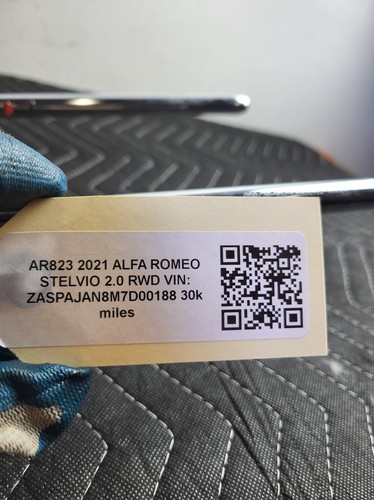 AR823 2021 ALFA ROMEO
STELVIO 2.0 RWD VIN:
ZASPAJAN8M7D00188 30k
miles